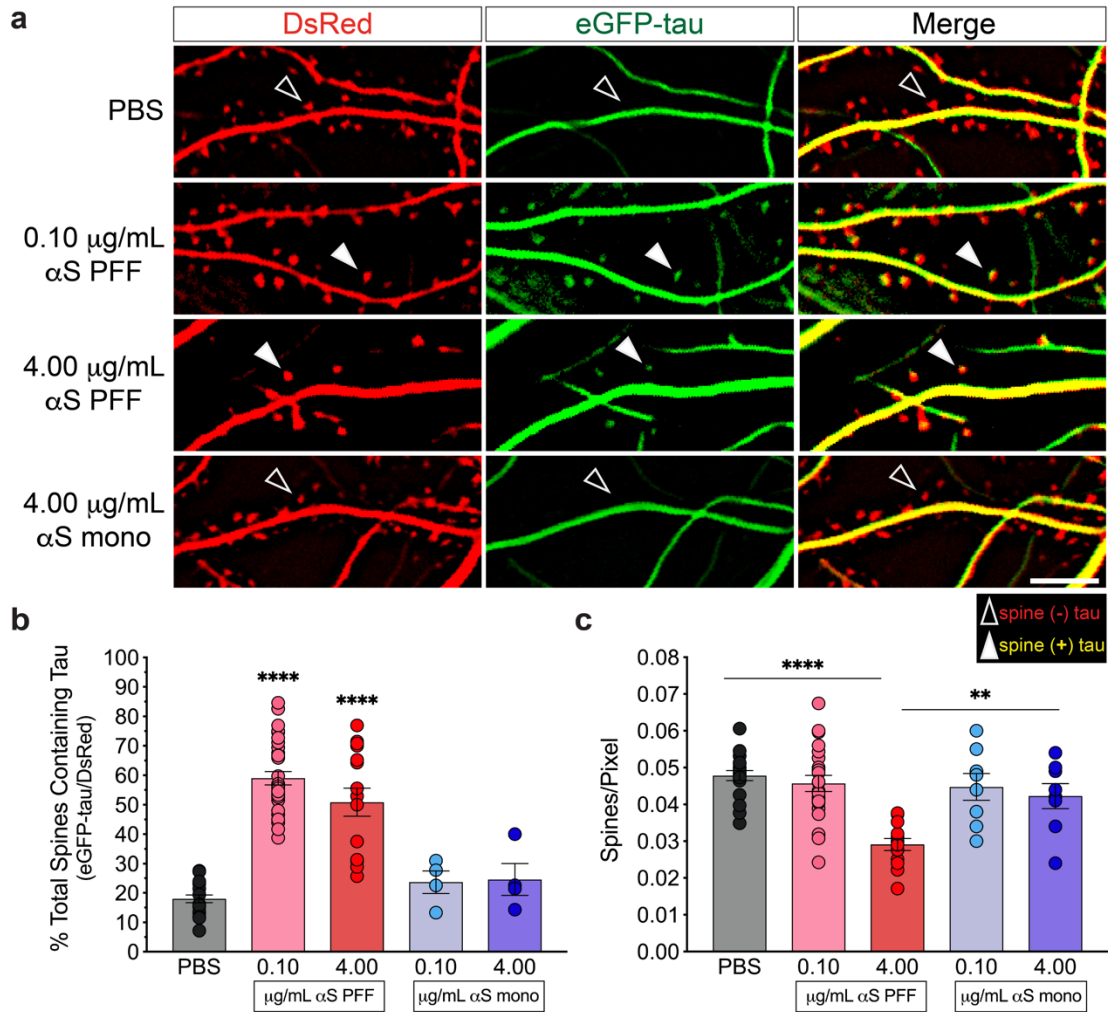 a
DsRed
eGFP-tau
Merge
PBS
0.10 μg/mL
αS PFF
4.00 μg/mL
αS PFF
4.00 μg/mL
αS mono
spine (-) tau
spine (+) tau
b
% Total Spines Containing Tau
(eGFP-tau/DsRed)
100
90
80
70
60
50
40
30
20
10
0
****
****
PBS
0.10
4.00
0.10
4.00
μg/mL αS PFF
μg/mL αS mono
c
Spines/Pixel
0.08
0.07
0.06
0.05
0.04
0.03
0.02
0.01
0.00
****
**
PBS
0.10
4.00
0.10
4.00
μg/mL αS PFF
μg/mL αS mono